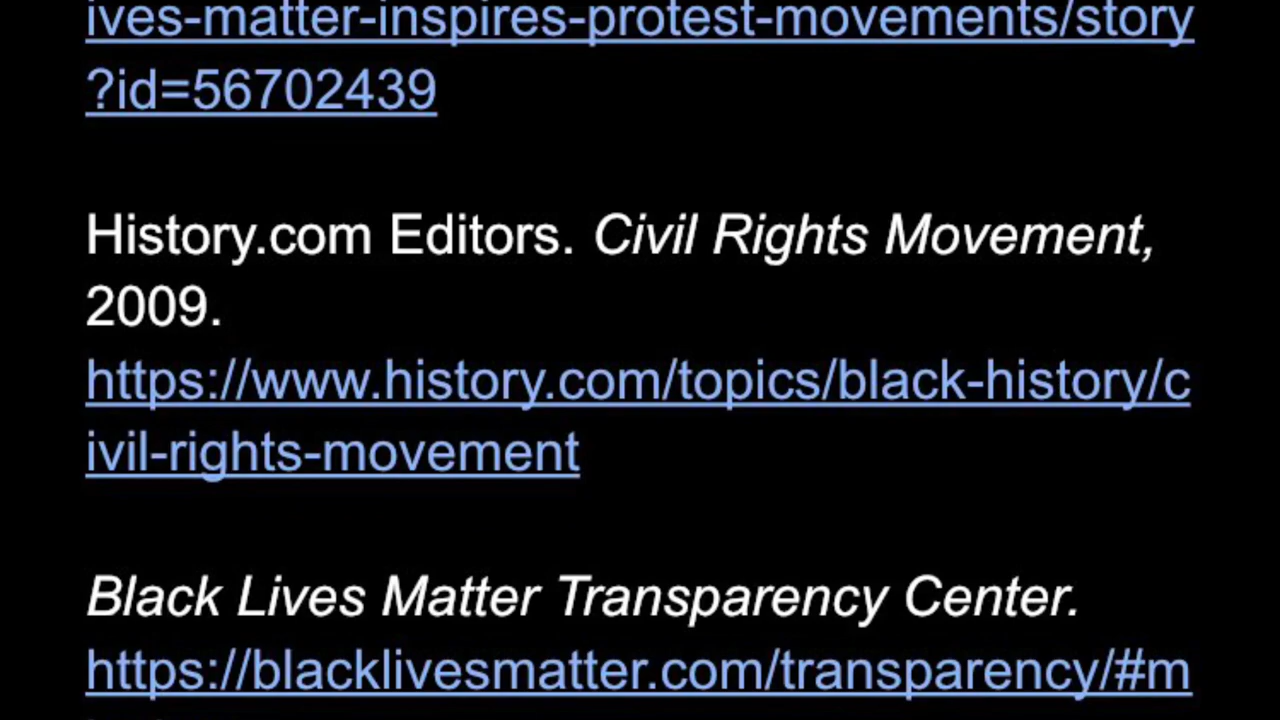 ives-matter-inspires-protest-movements/story
?id=56702439
History.com Editors. Civil Rights Movement,
2009.
https://www.history.com/topics/black-history/c
ivil-rights-movement
Black Lives Matter Transparency Center.
https://blacklivesmatter.com/transparency/#m